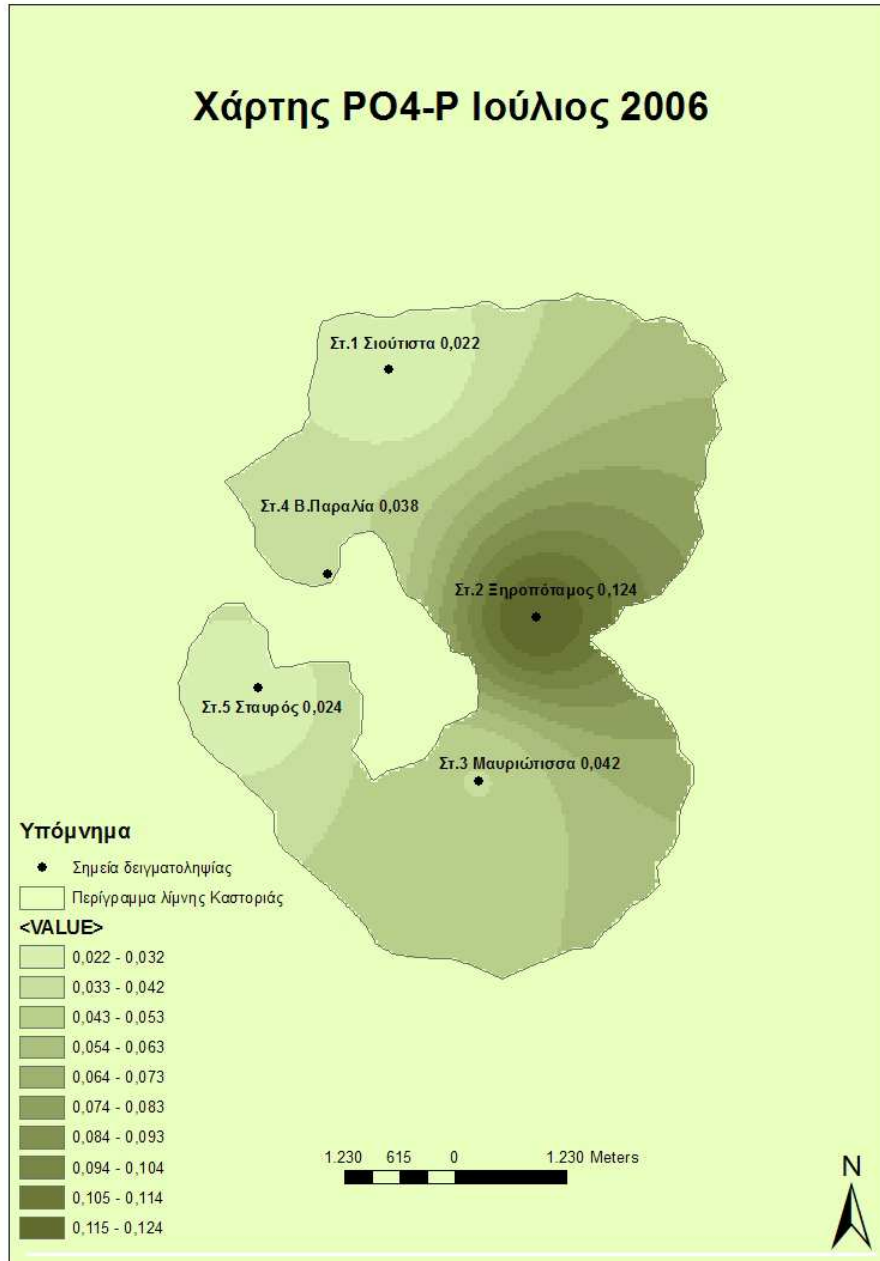 Χάρτης PO4-P Ιούλιος 2006
Στ.1 Σιούτιστα 0,022
Στ.4 Β.Παραλία 0,038
Στ.2 Ξηροπόταμος 0,124
Στ.5 Σταυρός 0,024
Στ.3 Μαυριώτισσα 0,042
Υπόμνημα
Σημεία δειγματοληψίας
Περίγραμμα λίμνης Καστοριάς
<VALUE>
0,022 - 0,032
0,033 - 0,042
0,043 - 0,053
0,054 - 0,063
0,064 - 0,073
0,074 - 0,083
0,084 - 0,093
0,094 - 0,104
0,105 - 0,114
0,115 - 0,124
1.230 615 0 1.230 Meters
N